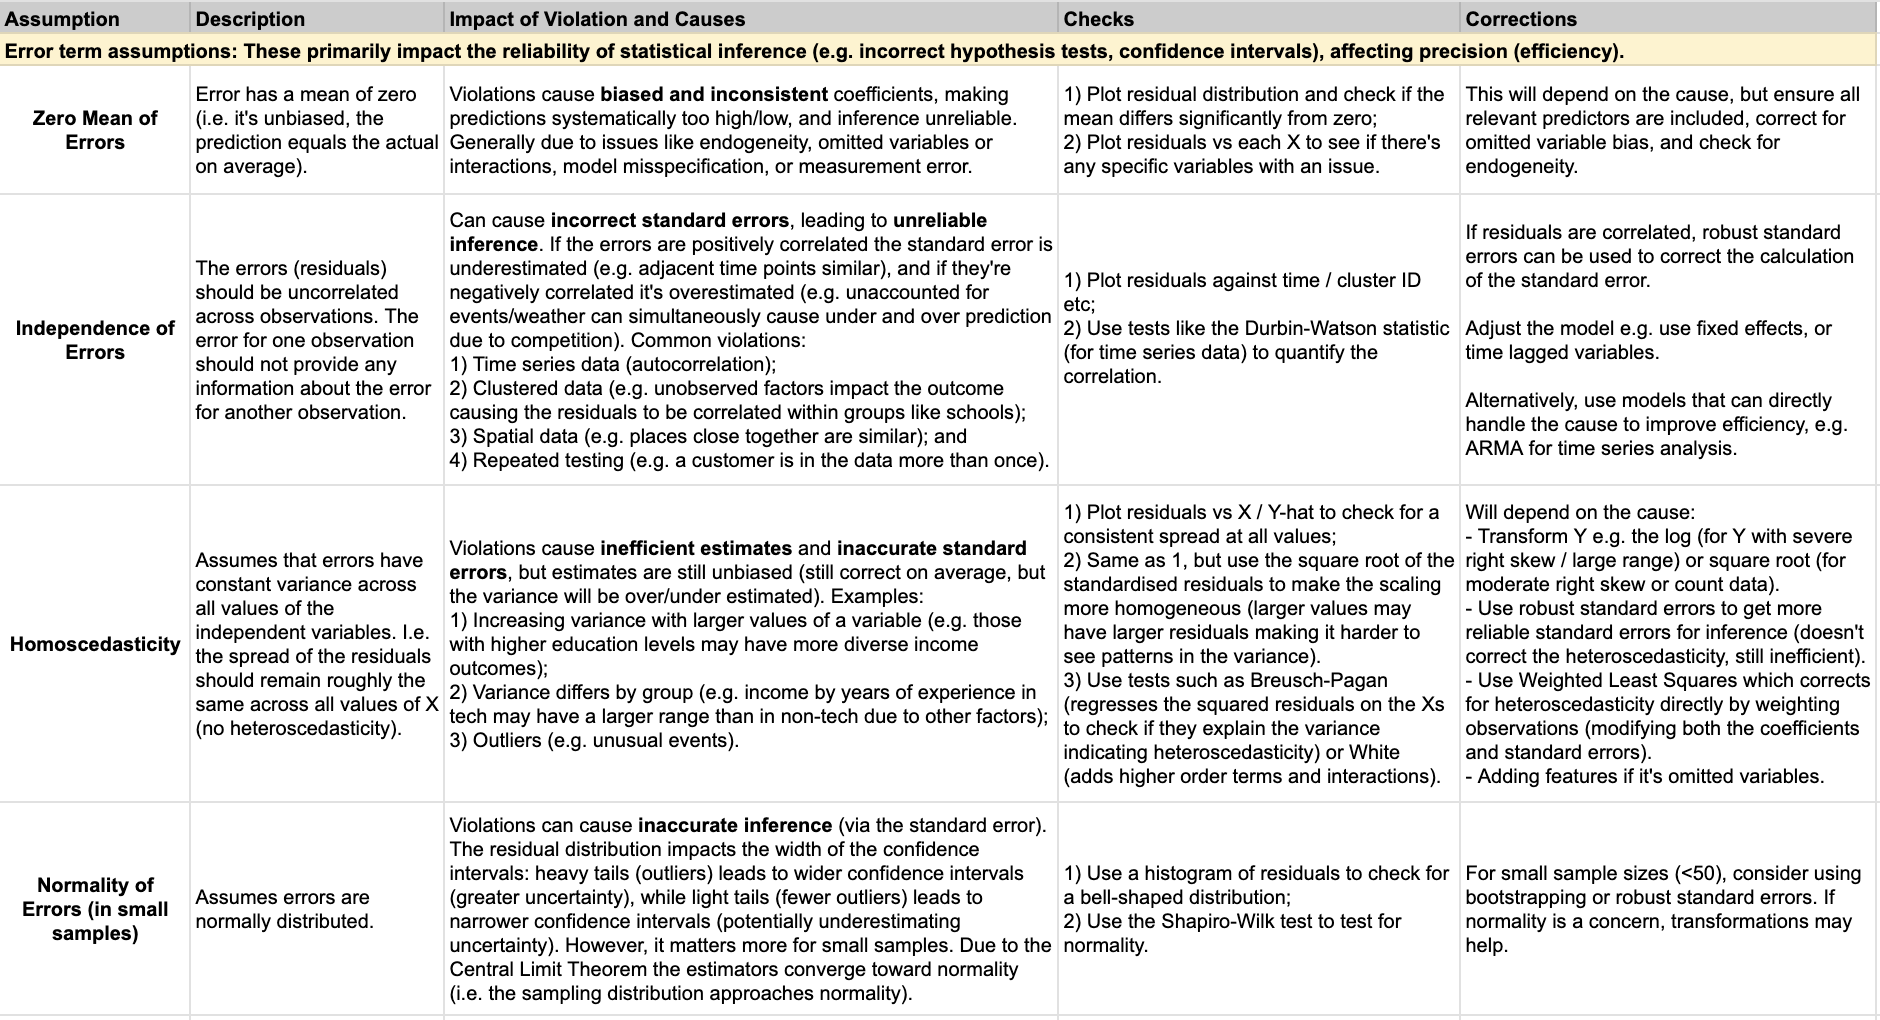 Assumption
Description
Impact of Violation and Causes
Checks
Corrections
Error term assumptions: These primarily impact the reliability of statistical inference (e.g. incorrect hypothesis tests, confidence intervals), affecting precision (efficiency).
Zero Mean of
Errors
Error has a mean of zero
(i.e. it's unbiased, the
prediction equals the actual
on average).
Violations cause biased and inconsistent coefficients, making
predictions systematically too high/low, and inference unreliable.
Generally due to issues like endogeneity, omitted variables or
interactions, model misspecification, or measurement error.
1) Plot residual distribution and check if the
mean differs significantly from zero;
2) Plot residuals vs each X to see if there's
any specific variables with an issue.
This will depend on the cause, but ensure all
relevant predictors are included, correct for
omitted variable bias, and check for
endogeneity.
Independence of
Errors
The errors (residuals)
should be uncorrelated
across observations. The
error for one observation
should not provide any
information about the error
for another observation.
Can cause incorrect standard errors, leading to unreliable
inference. If the errors are positively correlated the standard error is
underestimated (e.g. adjacent time points similar), and if they're
negatively correlated it's overestimated (e.g. unaccounted for
events/weather can simultaneously cause under and over prediction
due to competition). Common violations:
1) Time series data (autocorrelation);
2) Clustered data (e.g. unobserved factors impact the outcome
causing the residuals to be correlated within groups like schools);
3) Spatial data (e.g. places close together are similar); and
4) Repeated testing (e.g. a customer is in the data more than once).
1) Plot residuals against time / cluster ID
etc;
2) Use tests like the Durbin-Watson statistic
(for time series data) to quantify the
correlation.
If residuals are correlated, robust standard
errors can be used to correct the calculation
of the standard error.
Adjust the model e.g. use fixed effects, or
time lagged variables.
Alternatively, use models that can directly
handle the cause to improve efficiency, e.g.
ARMA for time series analysis.
Homoscedasticity
Assumes that errors have
constant variance across
all values of the
independent variables. I.e.
the spread of the residuals
should remain roughly the
same across all values of X
(no heteroscedasticity).
Violations cause inefficient estimates and inaccurate standard
errors, but estimates are still unbiased (still correct on average, but
the variance will be over/under estimated). Examples:
1) Increasing variance with larger values of a variable (e.g. those
with higher education levels may have more diverse income
outcomes);
2) Variance differs by group (e.g. income by years of experience in
tech may have a larger range than in non-tech due to other factors);
3) Outliers (e.g. unusual events).
1) Plot residuals vs X / Y-hat to check for a
consistent spread at all values;
2) Same as 1, but use the square root of the
standardised residuals to make the scaling
more homogeneous (larger values may
have larger residuals making it harder to
see patterns in the variance).
3) Use tests such as Breusch-Pagan
(regresses the squared residuals on the Xs
to check if they explain the variance
indicating heteroscedasticity) or White
(adds higher order terms and interactions).
Will depend on the cause:
- Transform Y e.g. the log (for Y with severe
right skew / large range) or square root (for
moderate right skew or count data).
- Use robust standard errors to get more
reliable standard errors for inference (doesn't
correct the heteroscedasticity, still inefficient).
- Use Weighted Least Squares which corrects
for heteroscedasticity directly by weighting
observations (modifying both the coefficients
and standard errors).
- Adding features if it's omitted variables.
Normality of
Errors (in small
samples)
Assumes errors are
normally distributed.
Violations can cause inaccurate inference (via the standard error).
The residual distribution impacts the width of the confidence
intervals: heavy tails (outliers) leads to wider confidence intervals
(greater uncertainty), while light tails (fewer outliers) leads to
narrower confidence intervals (potentially underestimating
uncertainty). However, it matters more for small samples. Due to the
Central Limit Theorem the estimators converge toward normality
(i.e. the sampling distribution approaches normality).
1) Use a histogram of residuals to check for
a bell-shaped distribution;
2) Use the Shapiro-Wilk test to test for
normality.
For small sample sizes (<50), consider using
bootstrapping or robust standard errors. If
normality is a concern, transformations may
help.